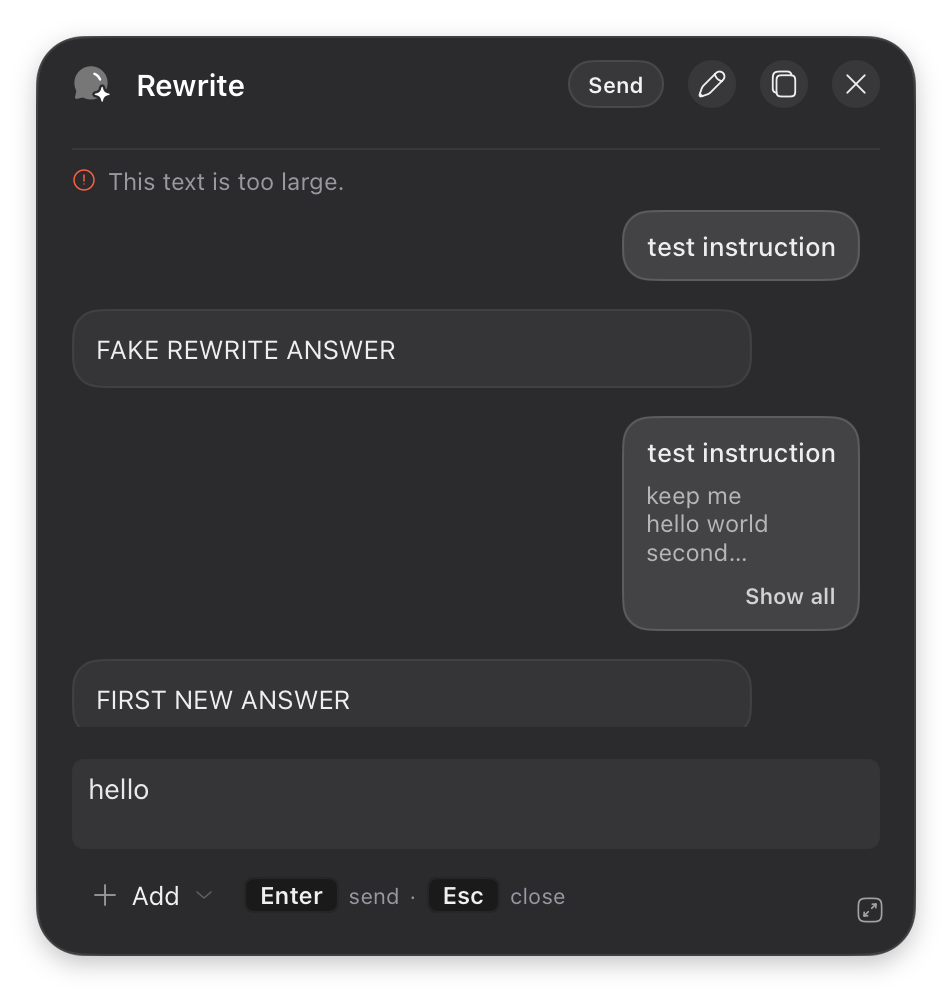 Rewrite
Send
This text is too large.
test instruction
FAKE REWRITE ANSWER
test instruction
keep me
hello world
second...
Show all
FIRST NEW ANSWER
hello
Add
Enter send · Esc close